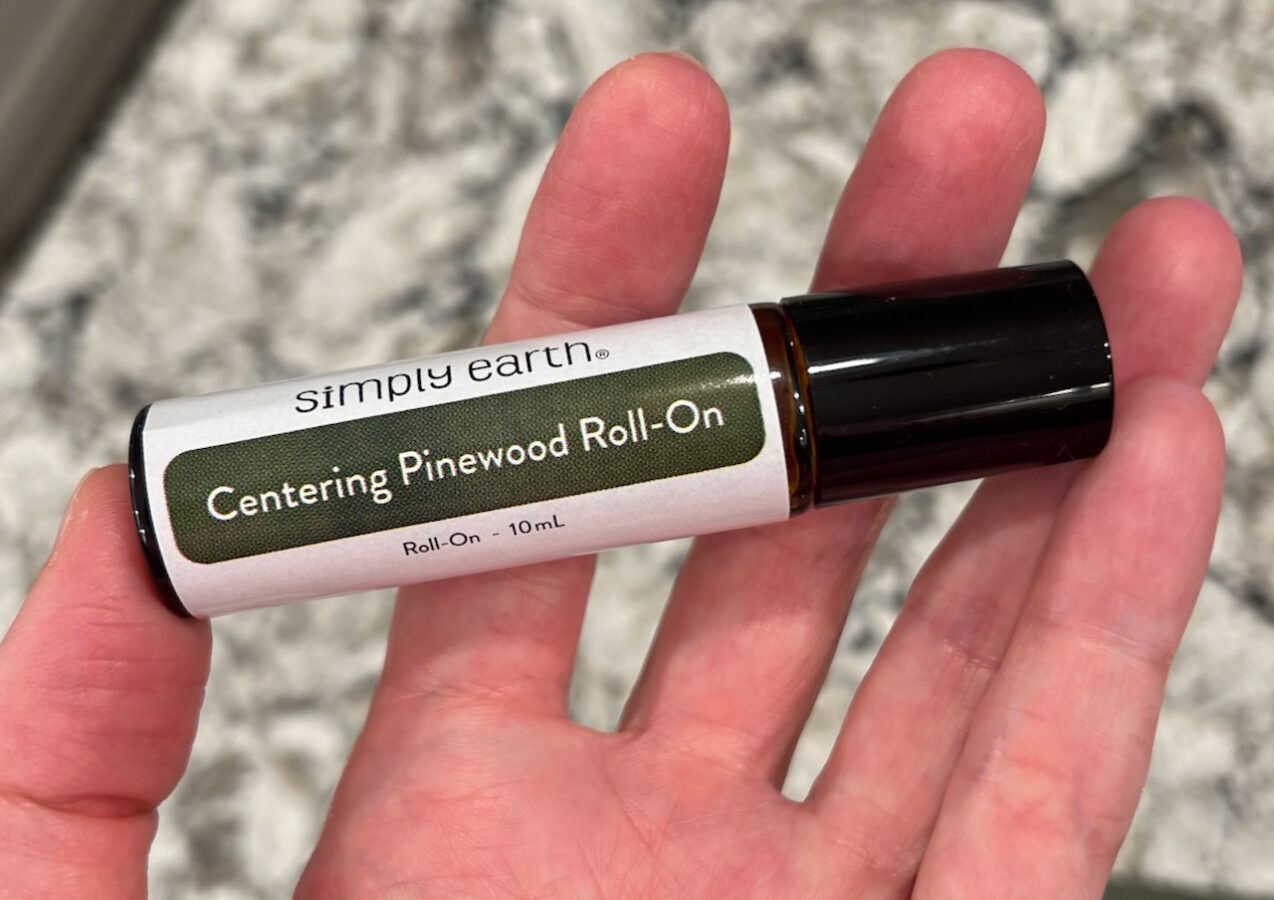 simply earth®
Centering Pinewood Roll-On
Roll-On - 10mL